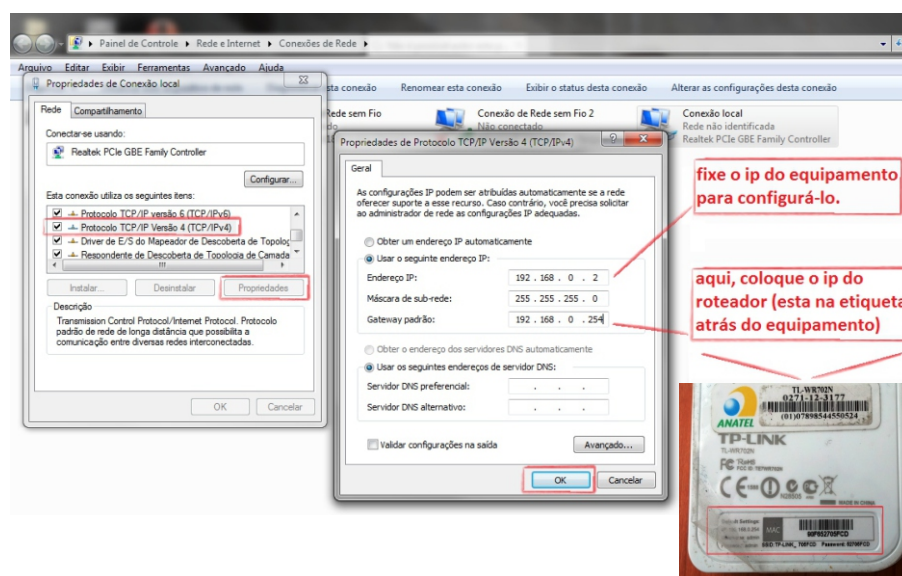 Painel de Controle ▸ Rede e Internet ▸ Conexões de Rede ▸
Arquivo Editar Exibir Ferramentas Avançado Ajuda
sta conexão Renomear esta conexão Exibir o status desta conexão Alterar as configurações desta conexão
Rede sem Fio
Conexão de Rede sem Fio 2
Não conectado
Conexão local
Rede não identificada
Realtek PCIe GBE Family Controller
Propriedades de Conexão local
Rede Compartilhamento
Conectar-se usando:
Realtek PCIe GBE Family Controller
Configurar...
Esta conexão utiliza os seguintes itens:
Protocolo TCP/IP versão 6 (TCP/IPv6)
Protocolo TCP/IP Versão 4 (TCP/IPv4)
Driver de E/S do Mapeador de Descoberta de Topolog
Respondente de Descoberta de Topologia de Camada
Instalar... Desinstalar Propriedades
Descrição
Transmission Control Protocol/Internet Protocol. Protocolo
padrão de rede de longa distância que possibilita a
comunicação entre diversas redes interconectadas.
OK Cancelar
Propriedades de Protocolo TCP/IP Versão 4 (TCP/IPv4)
Geral
As configurações IP podem ser atribuídas automaticamente se a rede
oferecer suporte a esse recurso. Caso contrário, você precisa solicitar
ao administrador de rede as configurações IP adequadas.
Obter um endereço IP automaticamente
Usar o seguinte endereço IP:
Endereço IP: 192 . 168 . 0 . 2
Máscara de sub-rede: 255 . 255 . 255 . 0
Gateway padrão: 192 . 168 . 0 . 254
Obter o endereço dos servidores DNS automaticamente
Usar os seguintes endereços de servidor DNS:
Servidor DNS preferencial: . . .
Servidor DNS alternativo: . . .
Validar configurações na saída
Avançado...
OK Cancelar
fixe o ip do equipamento
para configurá-lo.
aqui, coloque o ip do
roteador (esta na etiqueta
atrás do equipamento)
TL-WR702N
0271-12-3177
(01)07898544550524
ANATEL
TP-LINK
TL-WR702N
FC
CE
MADE IN CHINA
MAC